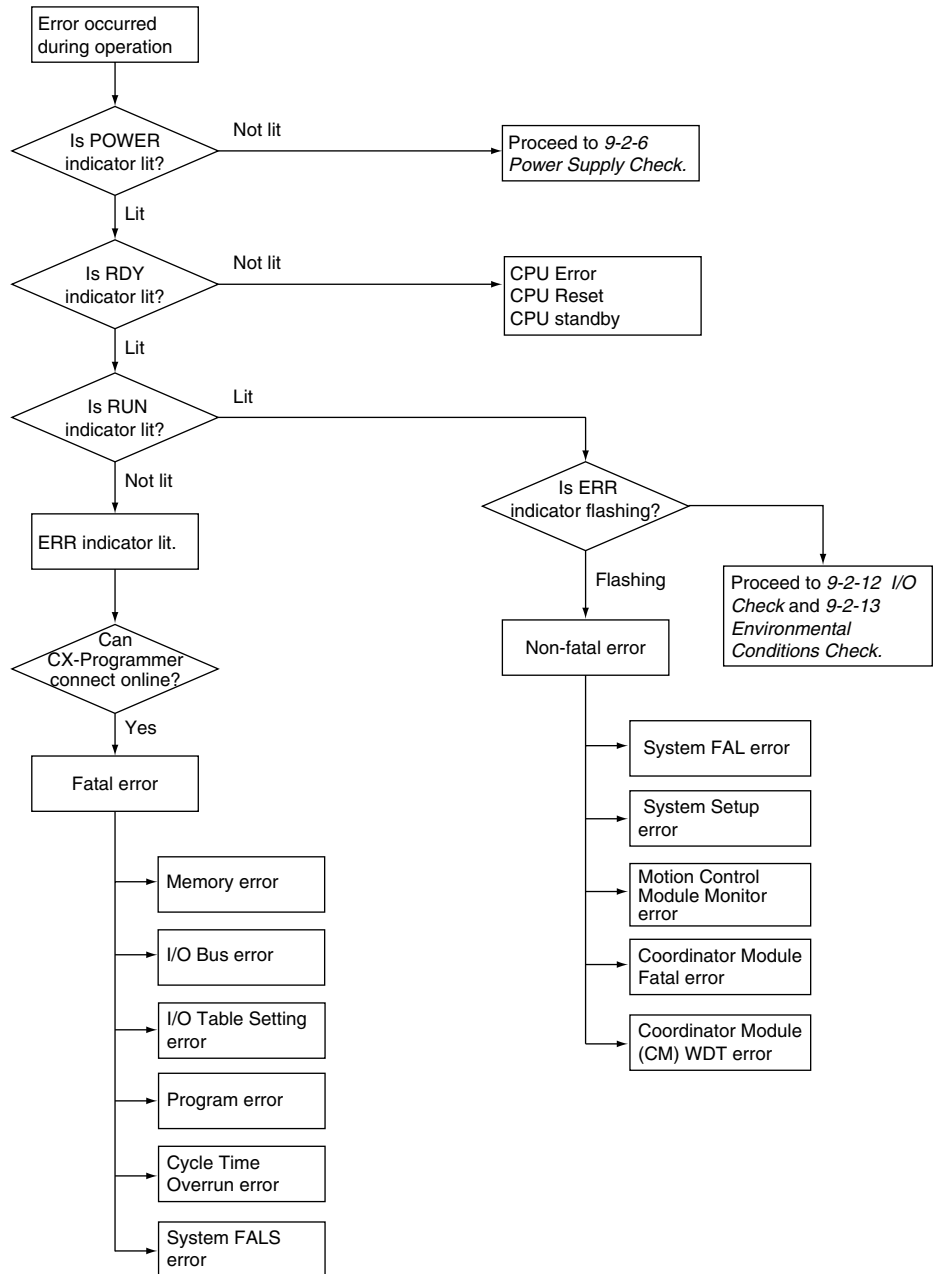 Error occurred
during operation
Is POWER
indicator lit?
Not lit
Proceed to 9-2-6
Power Supply Check.
Lit
Is RDY
indicator lit?
Not lit
CPU Error
CPU Reset
CPU standby
Lit
Is RUN
indicator lit?
Lit
Not lit
Is ERR
indicator flashing?
ERR indicator lit.
Flashing
Proceed to 9-2-12 I/O
Check and 9-2-13
Environmental
Conditions Check.
Can
CX-Programmer
connect online?
Non-fatal error
Yes
Fatal error
System FAL error
System Setup
error
Motion Control
Module Monitor
error
Coordinator Module
Fatal error
Coordinator Module
(CM) WDT error
Memory error
I/O Bus error
I/O Table Setting
error
Program error
Cycle Time
Overrun error
System FALS
error